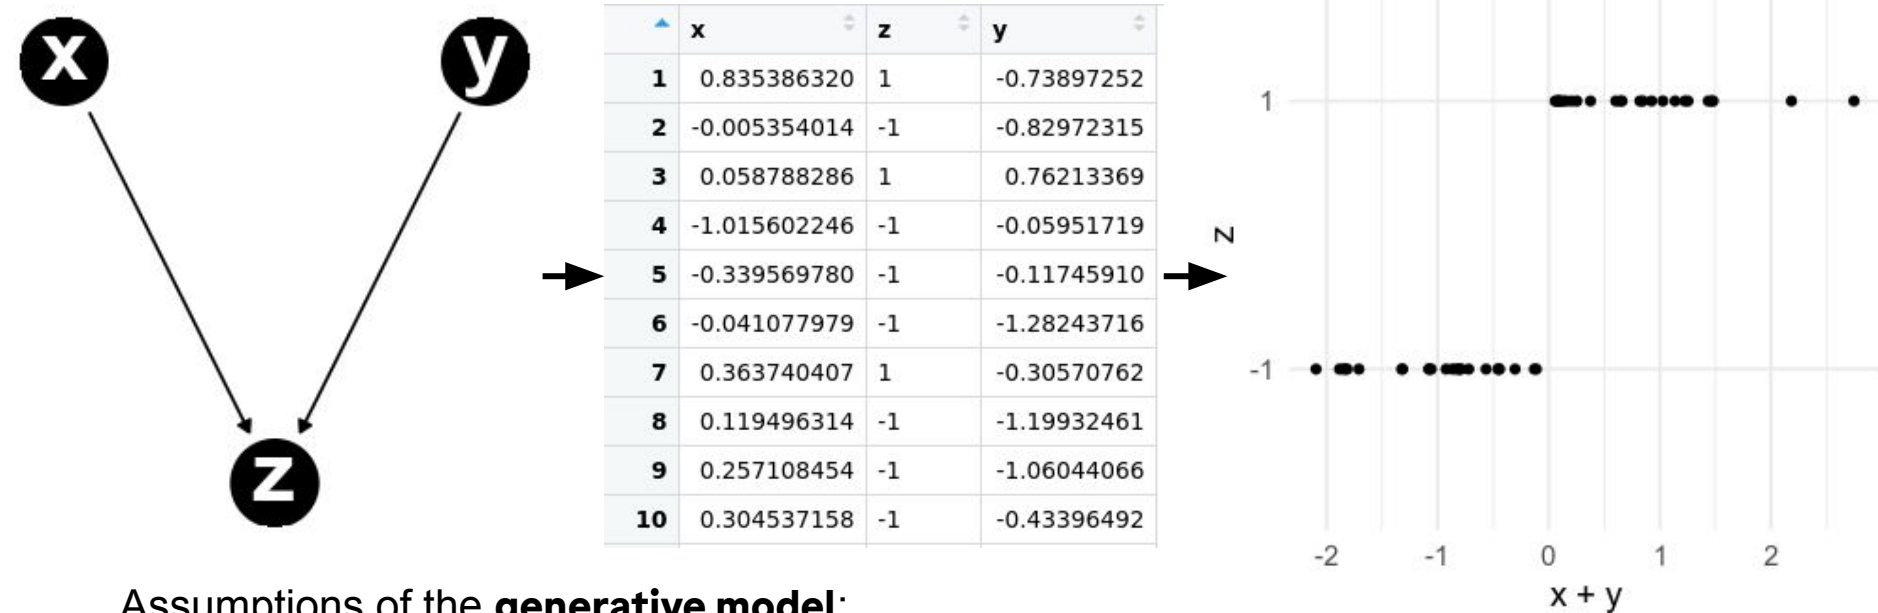 x y
z
x z y
1 0.835386320 1 -0.73897252
2 -0.005354014 -1 -0.82972315
3 0.058788286 1 0.76213369
4 -1.015602246 -1 -0.05951719
5 -0.339569780 -1 -0.11745910
6 -0.041077979 -1 -1.28243716
7 0.363740407 1 -0.30570762
8 0.119496314 -1 -1.19932461
9 0.257108454 -1 -1.06044066
10 0.304537158 -1 -0.43396492
1
z
-1
-2 -1 0 1 2
x + y
Assumptions of the generative model: